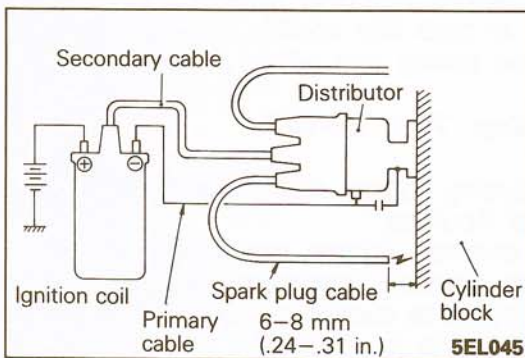 Secondary cable
Distributor
+
−
Ignition coil
Primary
cable
Spark plug cable
6–8 mm
(.24–.31 in.)
Cylinder
block
5EL045